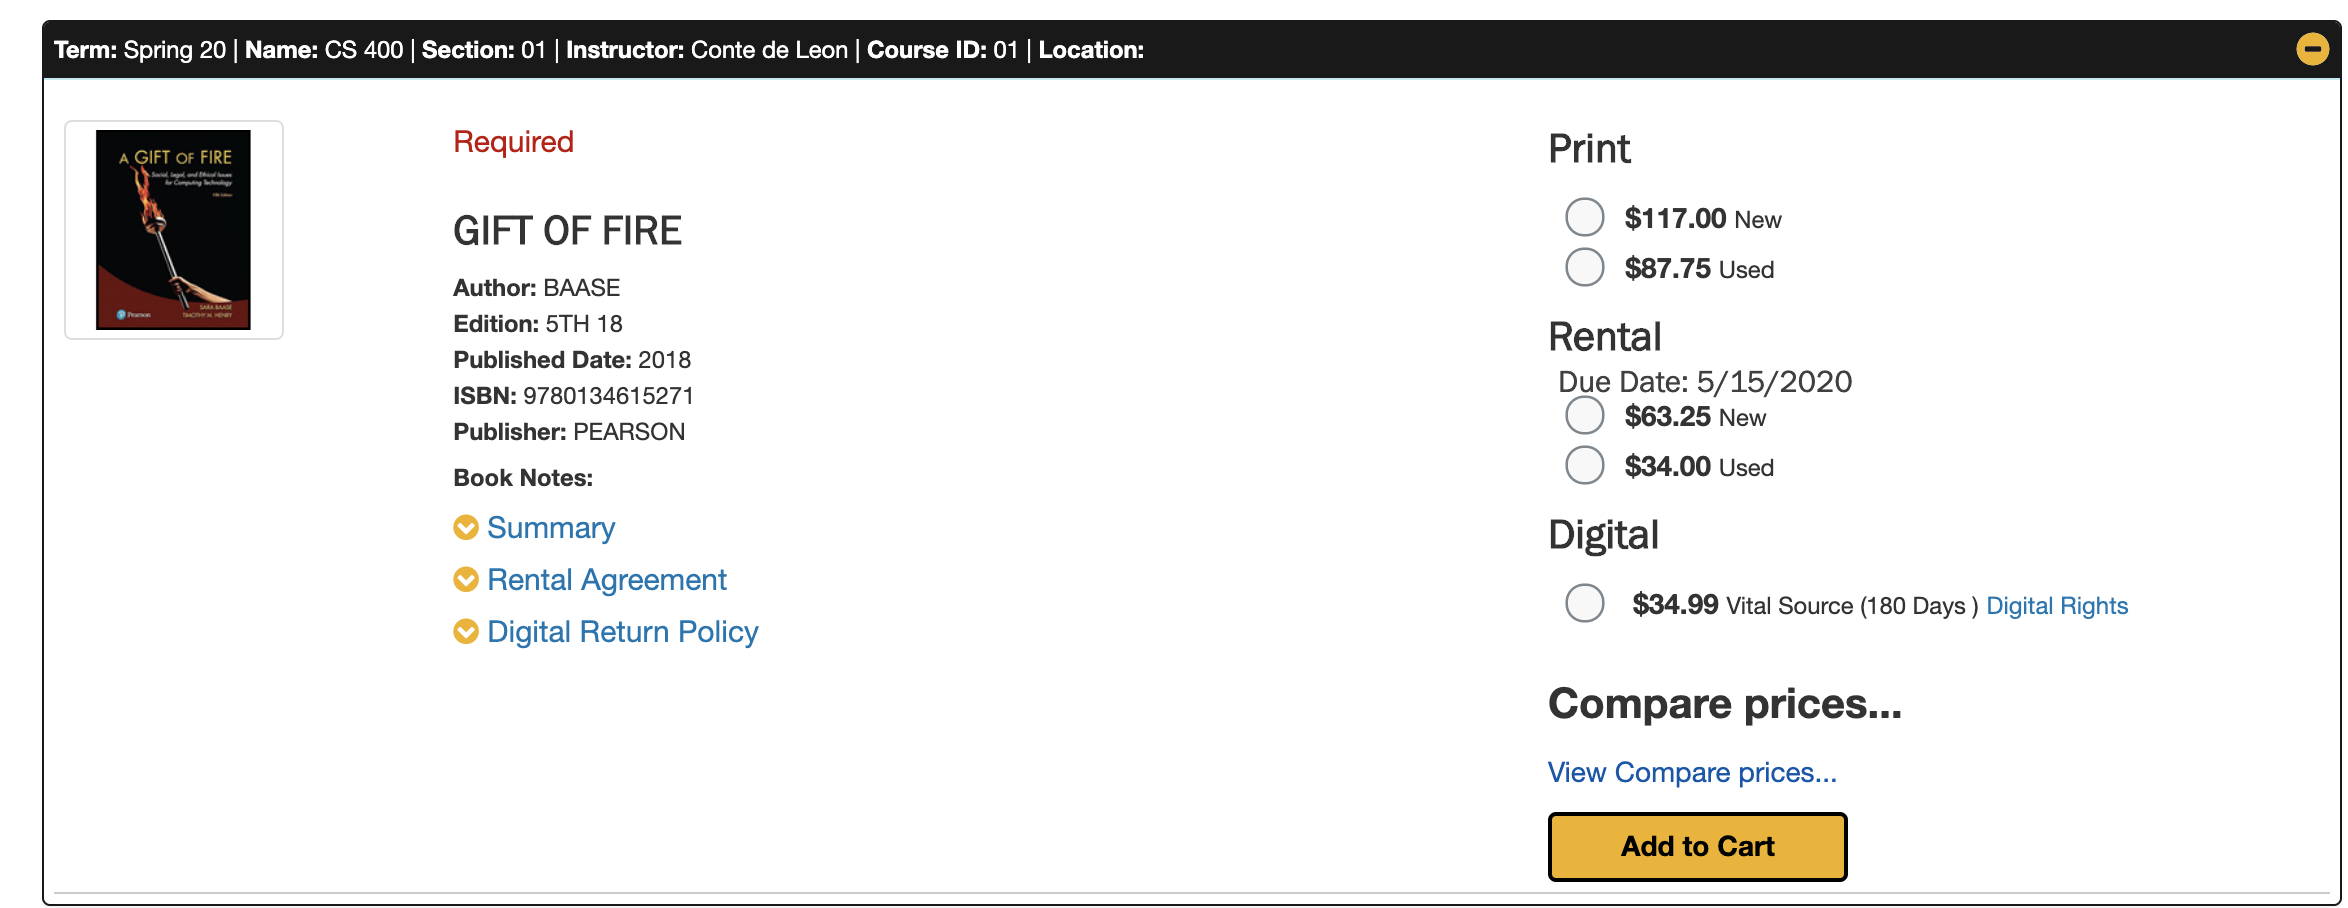 Term: Spring 20 | Name: CS 400 | Section: 01 | Instructor: Conte de Leon | Course ID: 01 | Location:
A GIFT OF FIRE
Social, Legal, and Ethical Issues
for Computing Technology
Fifth Edition
SARA BAASE
TIMOTHY M. HENRY
Pearson
Required
GIFT OF FIRE
Author: BAASE
Edition: 5TH 18
Published Date: 2018
ISBN: 9780134615271
Publisher: PEARSON
Book Notes:
Summary
Rental Agreement
Digital Return Policy
Print
$117.00 New
$87.75 Used
Rental
Due Date: 5/15/2020
$63.25 New
$34.00 Used
Digital
$34.99 Vital Source (180 Days ) Digital Rights
Compare prices...
View Compare prices...
Add to Cart